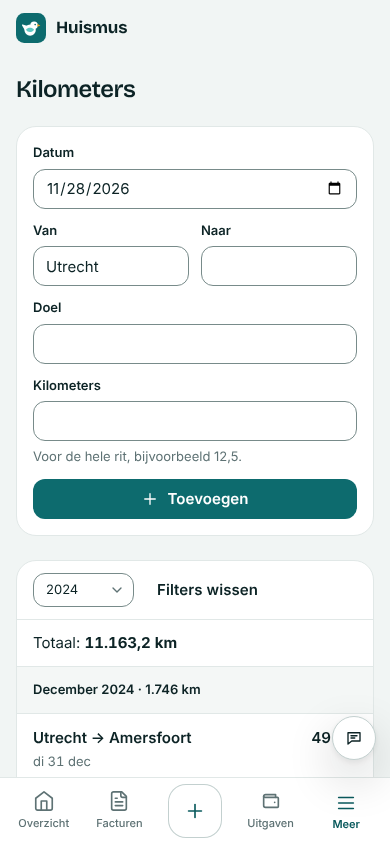 Huismus
Kilometers
Datum
11/28/2026
Van Naar
Utrecht
Doel
Kilometers
Voor de hele rit, bijvoorbeeld 12,5.
+ Toevoegen
2024 Filters wissen
Totaal: 11.163,2 km
December 2024 · 1.746 km
Utrecht → Amersfoort 49
di 31 dec
Overzicht Facturen + Uitgaven Meer